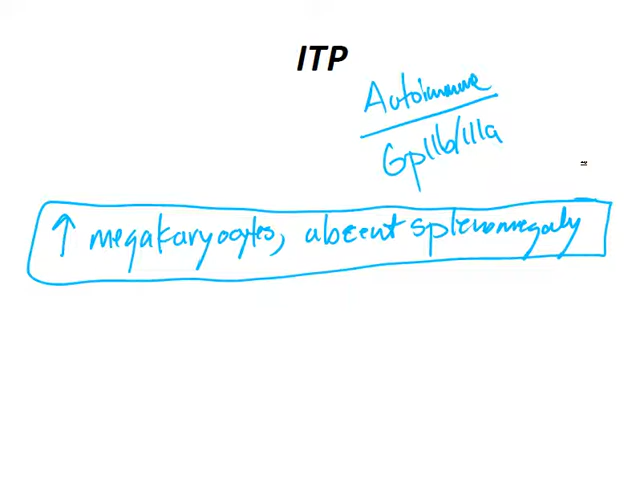 ITP
Autoimmune
GpIIb/IIIa
↑ megakaryocytes, absent splenomegaly